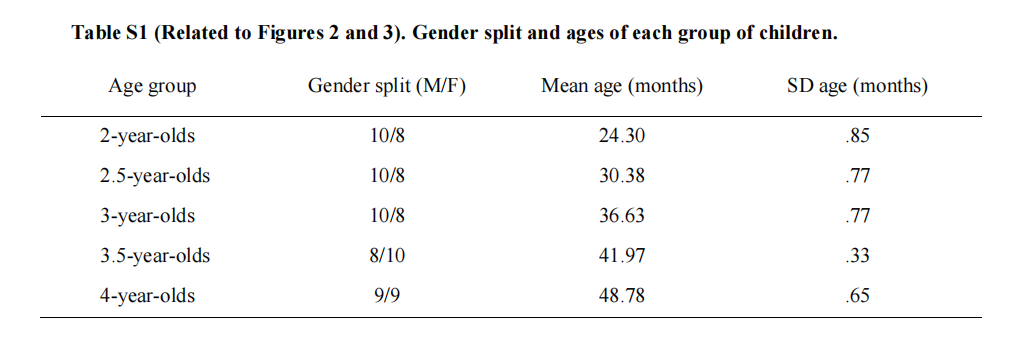 Table S1 (Related to Figures 2 and 3). Gender split and ages of each group of children.
Age group Gender split (M/F) Mean age (months) SD age (months)
2-year-olds 10/8 24.30 .85
2.5-year-olds 10/8 30.38 .77
3-year-olds 10/8 36.63 .77
3.5-year-olds 8/10 41.97 .33
4-year-olds 9/9 48.78 .65